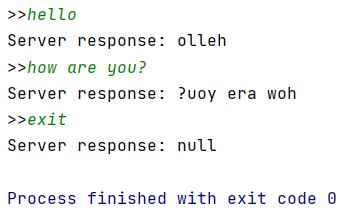 >>hello
Server response: olleh
>>how are you?
Server response: ?uoy era woh
>>exit
Server response: null
Process finished with exit code 0